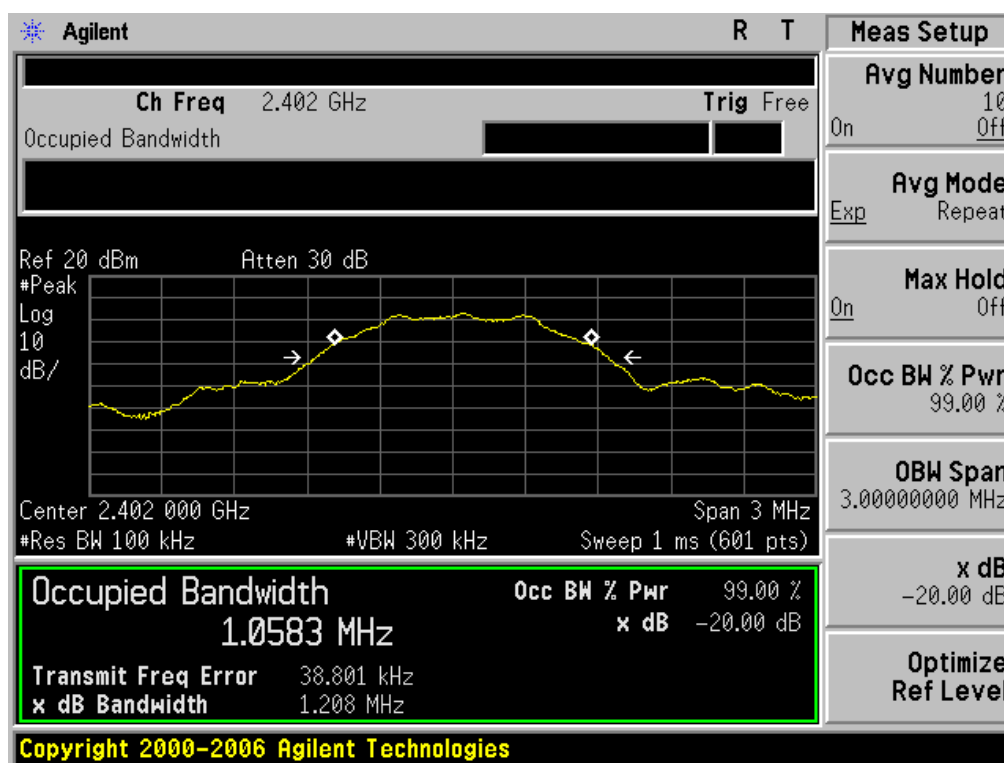 Agilent R T
Ch Freq 2.402 GHz Trig Free
Occupied Bandwidth
Ref 20 dBm Atten 30 dB
#Peak
Log
10
dB/
Center 2.402 000 GHz Span 3 MHz
#Res BW 100 kHz #VBW 300 kHz Sweep 1 ms (601 pts)
Occupied Bandwidth
1.0583 MHz
Occ BW % Pwr 99.00 %
x dB -20.00 dB
Transmit Freq Error 38.801 kHz
x dB Bandwidth 1.208 MHz
Copyright 2000-2006 Agilent Technologies
Meas Setup
Avg Number
10
On Off
Avg Mode
Exp Repeat
Max Hold
On Off
Occ BW % Pwr
99.00 %
OBW Span
3.00000000 MHz
x dB
-20.00 dB
Optimize
Ref Level